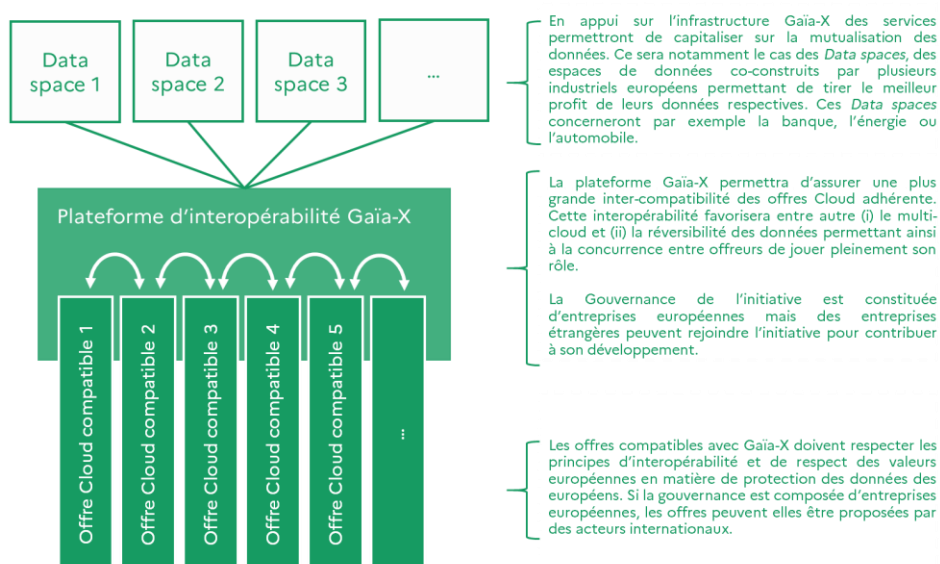 Data
space 1
Data
space 2
Data
space 3
...
En appui sur l'infrastructure Gaïa-X des services
permettront de capitaliser sur la mutualisation des
données. Ce sera notamment le cas des Data spaces, des
espaces de données co-construits par plusieurs
industriels européens permettant de tirer le meilleur
profit de leurs données respectives. Ces Data spaces
concerneront par exemple la banque, l'énergie ou
l'automobile.
Plateforme d'interopérabilité Gaïa-X
La plateforme Gaïa-X permettra d'assurer une plus
grande inter-compatibilité des offres Cloud adhérente.
Cette interopérabilité favorisera entre autre (i) le multi-
cloud et (ii) la réversibilité des données permettant ainsi
à la concurrence entre offreurs de jouer pleinement son
rôle.
La Gouvernance de l'initiative est constituée
d'entreprises européennes mais des entreprises
étrangères peuvent rejoindre l'initiative pour contribuer
à son développement.
Offre Cloud compatible 1
Offre Cloud compatible 2
Offre Cloud compatible 3
Offre Cloud compatible 4
Offre Cloud compatible 5
...
Les offres compatibles avec Gaïa-X doivent respecter les
principes d'interopérabilité et de respect des valeurs
européennes en matière de protection des données des
européens. Si la gouvernance est composée d'entreprises
européennes, les offres peuvent elles être proposées par
des acteurs internationaux.